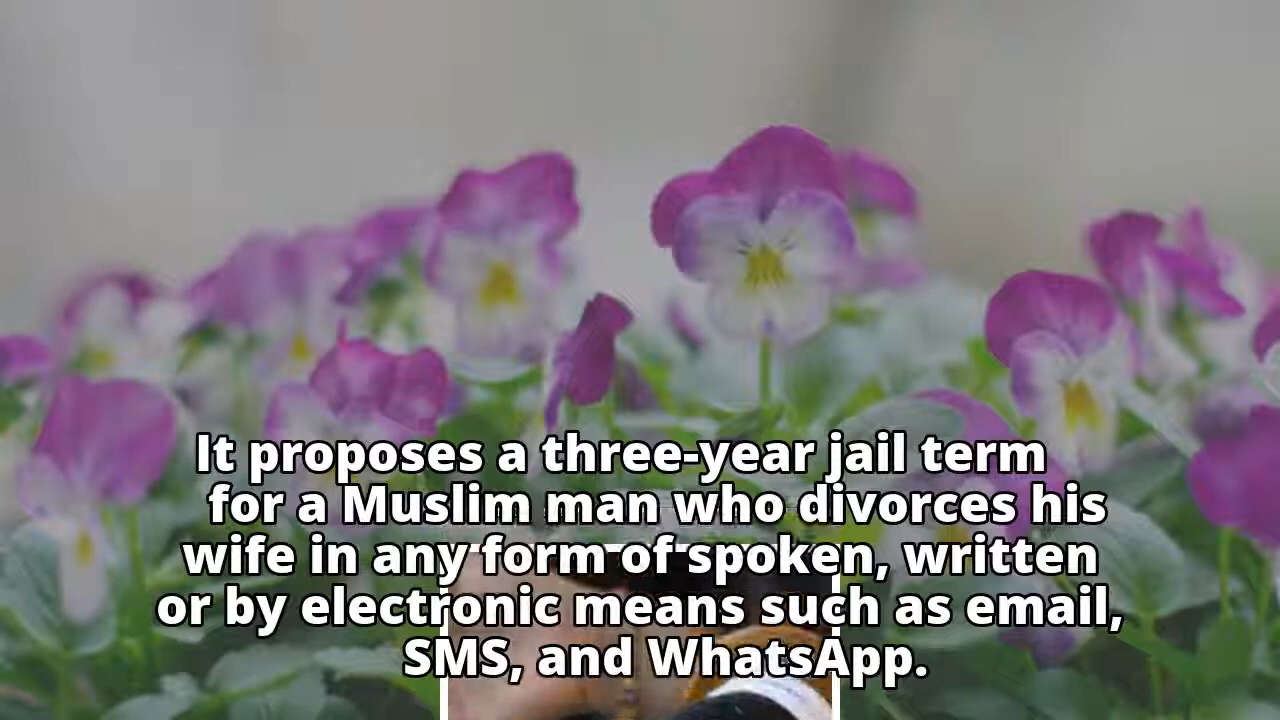 It proposes a three-year jail term
for a Muslim man who divorces his
wife in any form of spoken, written
or by electronic means such as email,
SMS, and WhatsApp.